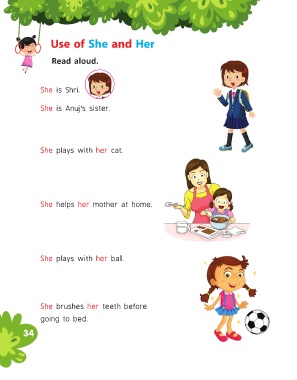 Use of She and Her
Read aloud.
She is Shri.
She is Anuj's sister.
She plays with her cat.
She helps her mother at home.
She plays with her ball.
She brushes her teeth before
going to bed.
34